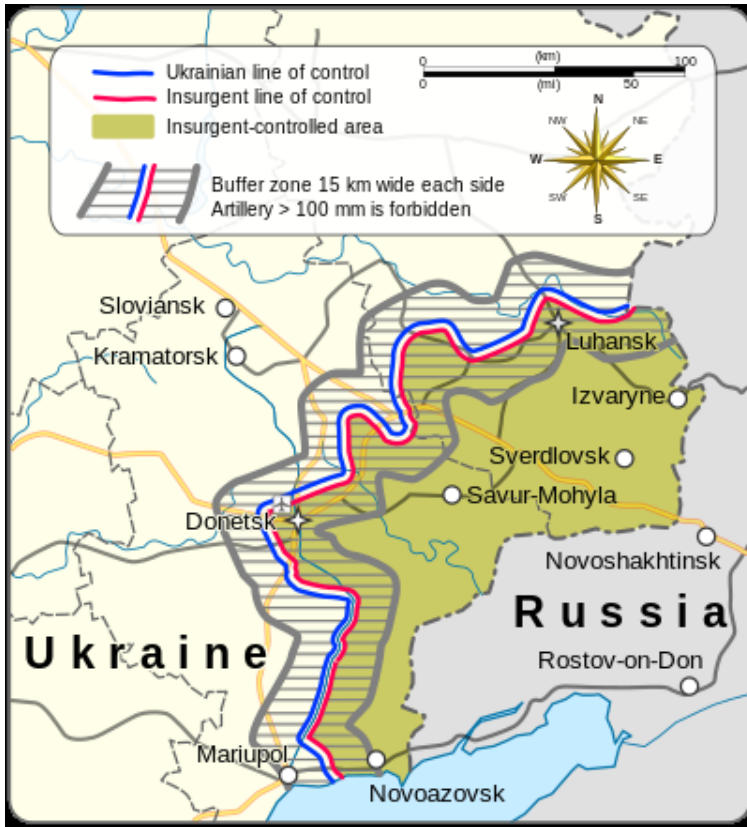 Ukrainian line of control
Insurgent line of control
Insurgent-controlled area
Buffer zone 15 km wide each side
Artillery > 100 mm is forbidden
0 (km) 100
0 (mi) 50
N
NW NE
W E
SW SE
S
Sloviansk
Kramatorsk
Luhansk
Izvaryne
Sverdlovsk
Savur-Mohyla
Donetsk
Novoshakhtinsk
Russia
Ukraine
Rostov-on-Don
Mariupol
Novoazovsk